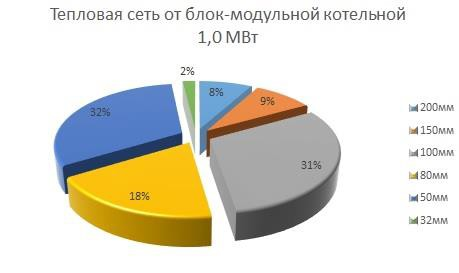 Тепловая сеть от блок-модульной котельной
1,0 МВт
2%
8%
9%
32%
31%
18%
200мм
150мм
100мм
80мм
50мм
32мм